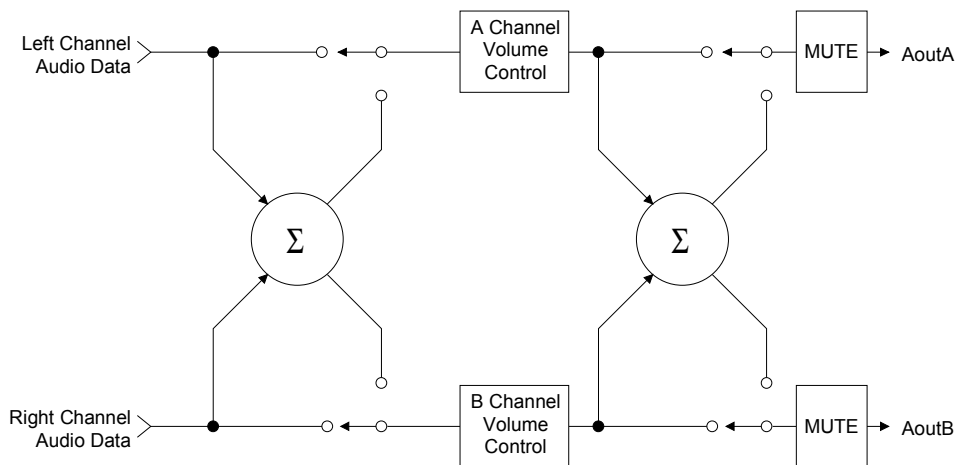 Left Channel
Audio Data
A Channel
Volume
Control
MUTE
AoutA
Σ
Σ
Right Channel
Audio Data
B Channel
Volume
Control
MUTE
AoutB